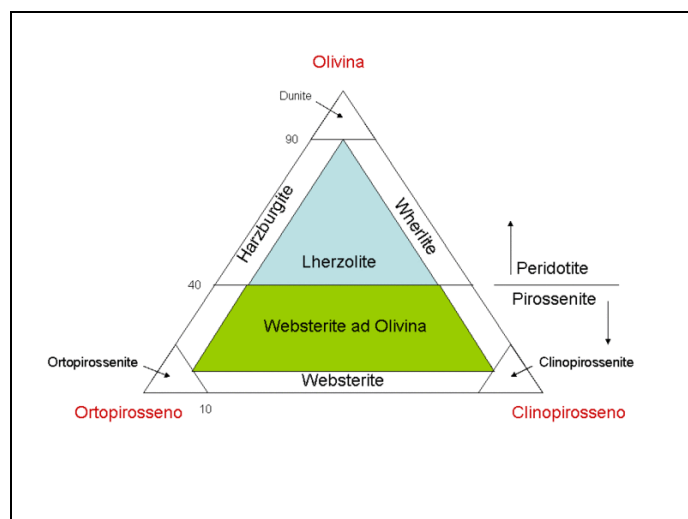 Olivina
Dunite
90
Harzburgite
Wherlite
Lherzolite
Peridotite
40
Pirossenite
Websterite ad Olivina
Ortopirossenite
Clinopirossenite
Websterite
Ortopirosseno
10
Clinopirosseno